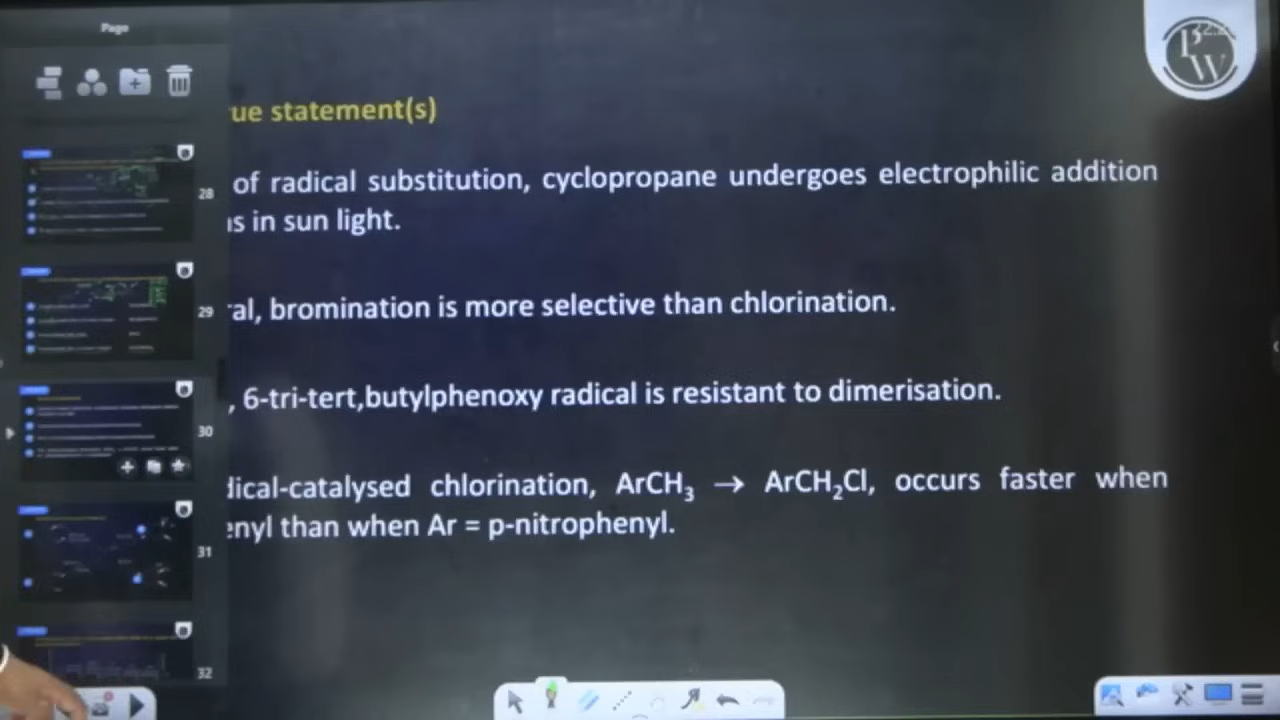 Page
ue statement(s)
of radical substitution, cyclopropane undergoes electrophilic addition
s in sun light.
al, bromination is more selective than chlorination.
, 6-tri-tert,butylphenoxy radical is resistant to dimerisation.
dical-catalysed chlorination, ArCH₃ → ArCH₂Cl, occurs faster when
enyl than when Ar = p-nitrophenyl.
28
29
30
31
32
PW